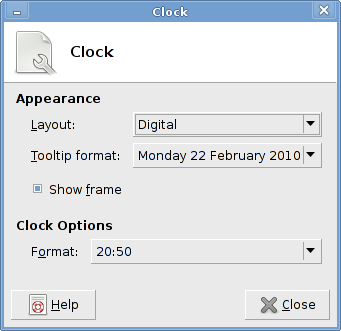 Clock
Clock
Appearance
Layout: Digital
Tooltip format: Monday 22 February 2010
Show frame
Clock Options
Format: 20:50
Help Close